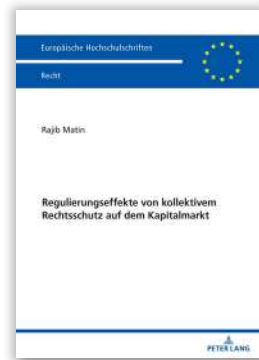 Europäische Hochschulschriften
Recht
Rajib Matin
Regulierungseffekte von kollektivem
Rechtsschutz auf dem Kapitalmarkt
PETER LANG